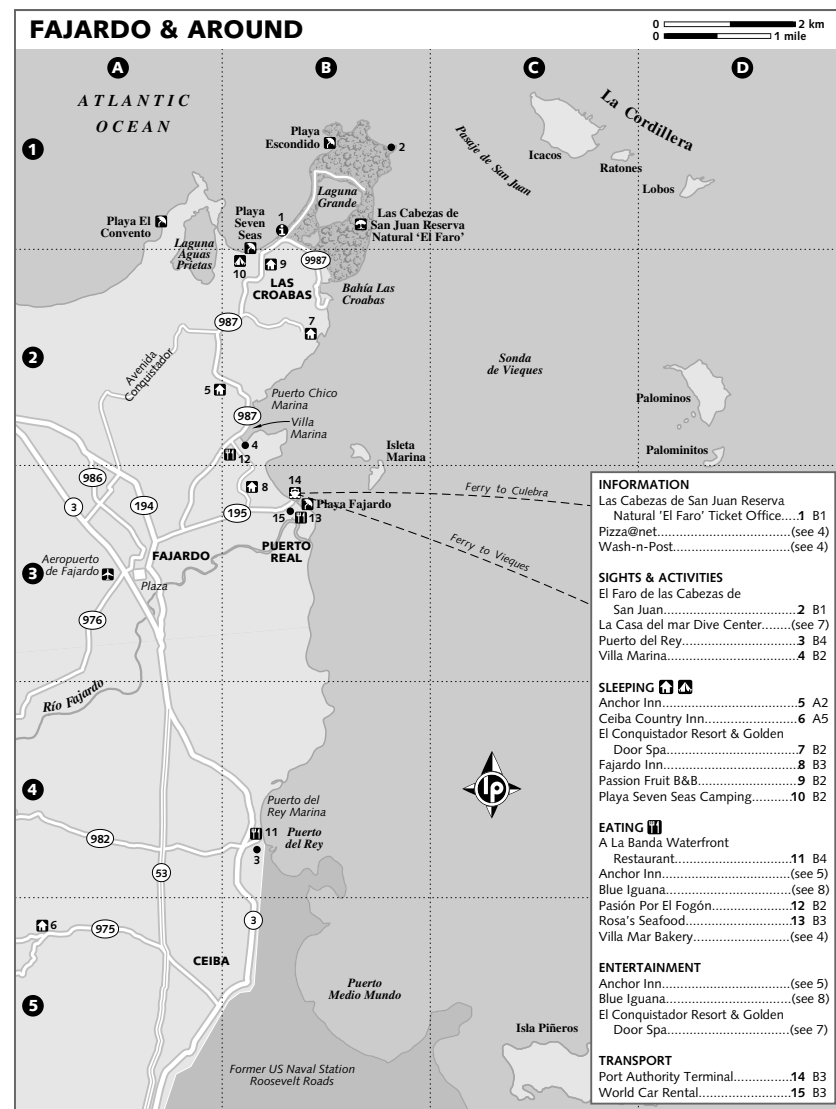 FAJARDO & AROUND
0 2 km
0 1 mile
A
B
C
D
1
2
3
4
5
ATLANTIC
OCEAN
Playa
Escondido
2
La Cordillera
Pasaje de San Juan
Icacos
Ratones
Lobos
Playa El
Convento
Laguna
Aguas
Prietas
Playa
Seven
Seas
1
Laguna
Grande
Las Cabezas de
San Juan Reserva
Natural ‘El Faro’
10
9
9987
LAS
CROABAS
Bahía Las
Croabas
7
987
Avenida
Conquistador
5
Puerto Chico
Marina
987
Villa
Marina
4
12
Sonda
de Vieques
Palominos
Palominitos
Isleta
Marina
986
3
194
8
14
195
15
13
Playa Fajardo
Ferry to Culebra
Ferry to Vieques
FAJARDO
PUERTO
REAL
Aeropuerto
de Fajardo
Plaza
976
Río Fajardo
Puerto del
Rey Marina
11
Puerto
del Rey
3
982
53
lp
6
975
3
CEIBA
Puerto
Medio Mundo
Isla Piñeros
Former US Naval Station
Roosevelt Roads
INFORMATION
Las Cabezas de San Juan Reserva
Natural 'El Faro' Ticket Office....1 B1
Pizza@net............................(see 4)
Wash-n-Post.........................(see 4)
SIGHTS & ACTIVITIES
El Faro de las Cabezas de
San Juan..............................2 B1
La Casa del mar Dive Center.......(see 7)
Puerto del Rey.........................3 B4
Villa Marina............................4 B2
SLEEPING
Anchor Inn..............................5 A2
Ceiba Country Inn....................6 A5
El Conquistador Resort & Golden
Door Spa..............................7 B2
Fajardo Inn.............................8 B3
Passion Fruit B&B.....................9 B2
Playa Seven Seas Camping..........10 B2
EATING
A La Banda Waterfront
Restaurant...........................11 B4
Anchor Inn............................(see 5)
Blue Iguana...........................(see 8)
Pasión Por El Fogón.................12 B2
Rosa's Seafood.......................13 B3
Villa Mar Bakery.....................(see 4)
ENTERTAINMENT
Anchor Inn............................(see 5)
Blue Iguana...........................(see 8)
El Conquistador Resort & Golden
Door Spa............................(see 7)
TRANSPORT
Port Authority Terminal.............14 B3
World Car Rental.....................15 B3